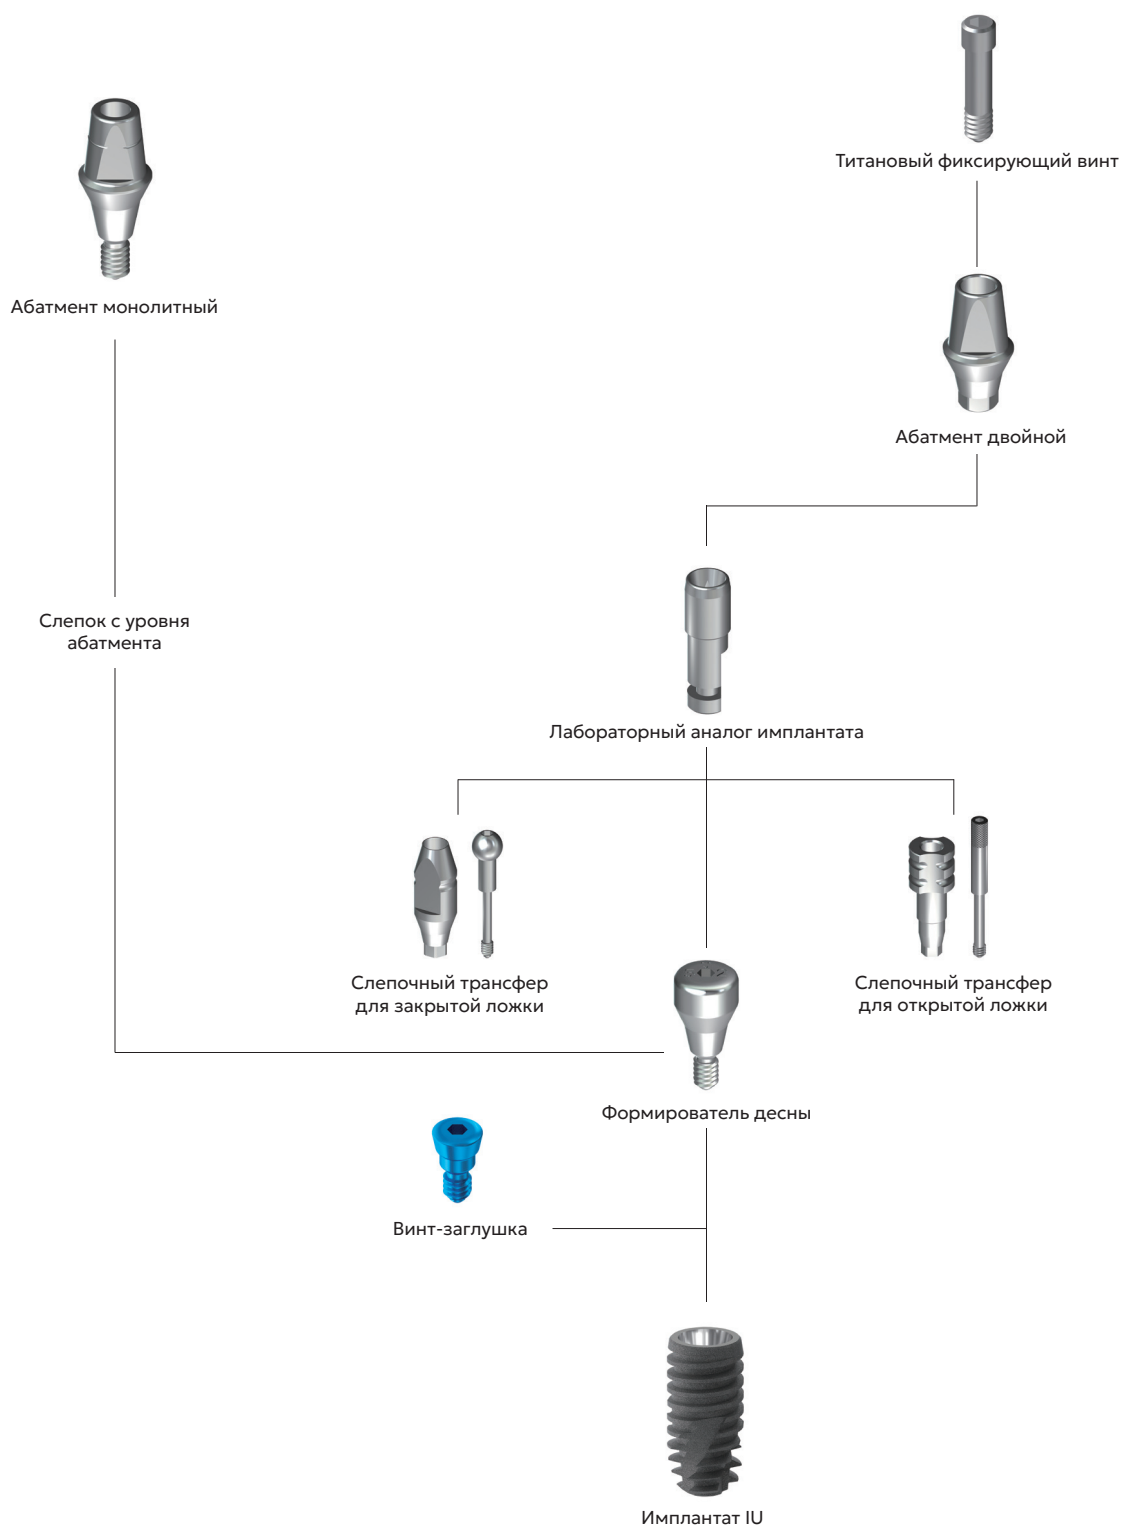 Титановый фиксирующий винт
Абатмент монолитный
Абатмент двойной
Слепок с уровня
абатмента
Лабораторный аналог имплантата
Слепочный трансфер
для закрытой ложки
Слепочный трансфер
для открытой ложки
Формирователь десны
Винт-заглушка
Имплантат IU